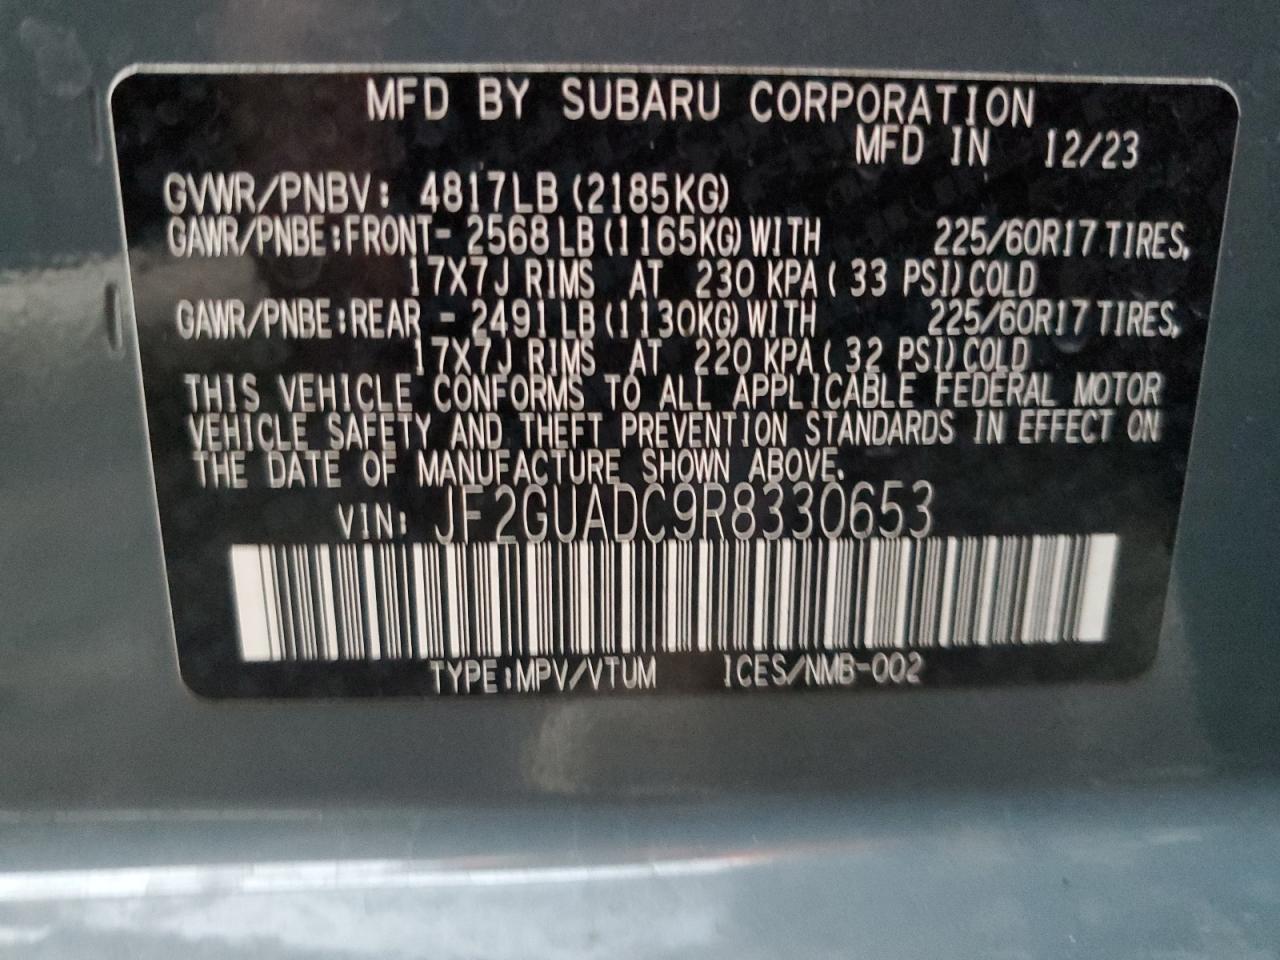 MFD BY SUBARU CORPORATION
MFD IN 12/23
GVWR/PNBV: 4817LB (2185KG)
GAWR/PNBE:FRONT- 2568 LB (1165KG) WITH 225/60R17 TIRES,
17X7J RIMS AT 230 KPA ( 33 PSI) COLD
GAWR/PNBE:REAR - 2491 LB (1130KG) WITH 225/60R17 TIRES,
17X7J RIMS AT 220 KPA ( 32 PSI) COLD
THIS VEHICLE CONFORMS TO ALL APPLICABLE FEDERAL MOTOR
VEHICLE SAFETY AND THEFT PREVENTION STANDARDS IN EFFECT ON
THE DATE OF MANUFACTURE SHOWN ABOVE.
VIN: JF2GUADC9R8330653
TYPE:MPV/VTUM ICES/NMB-002